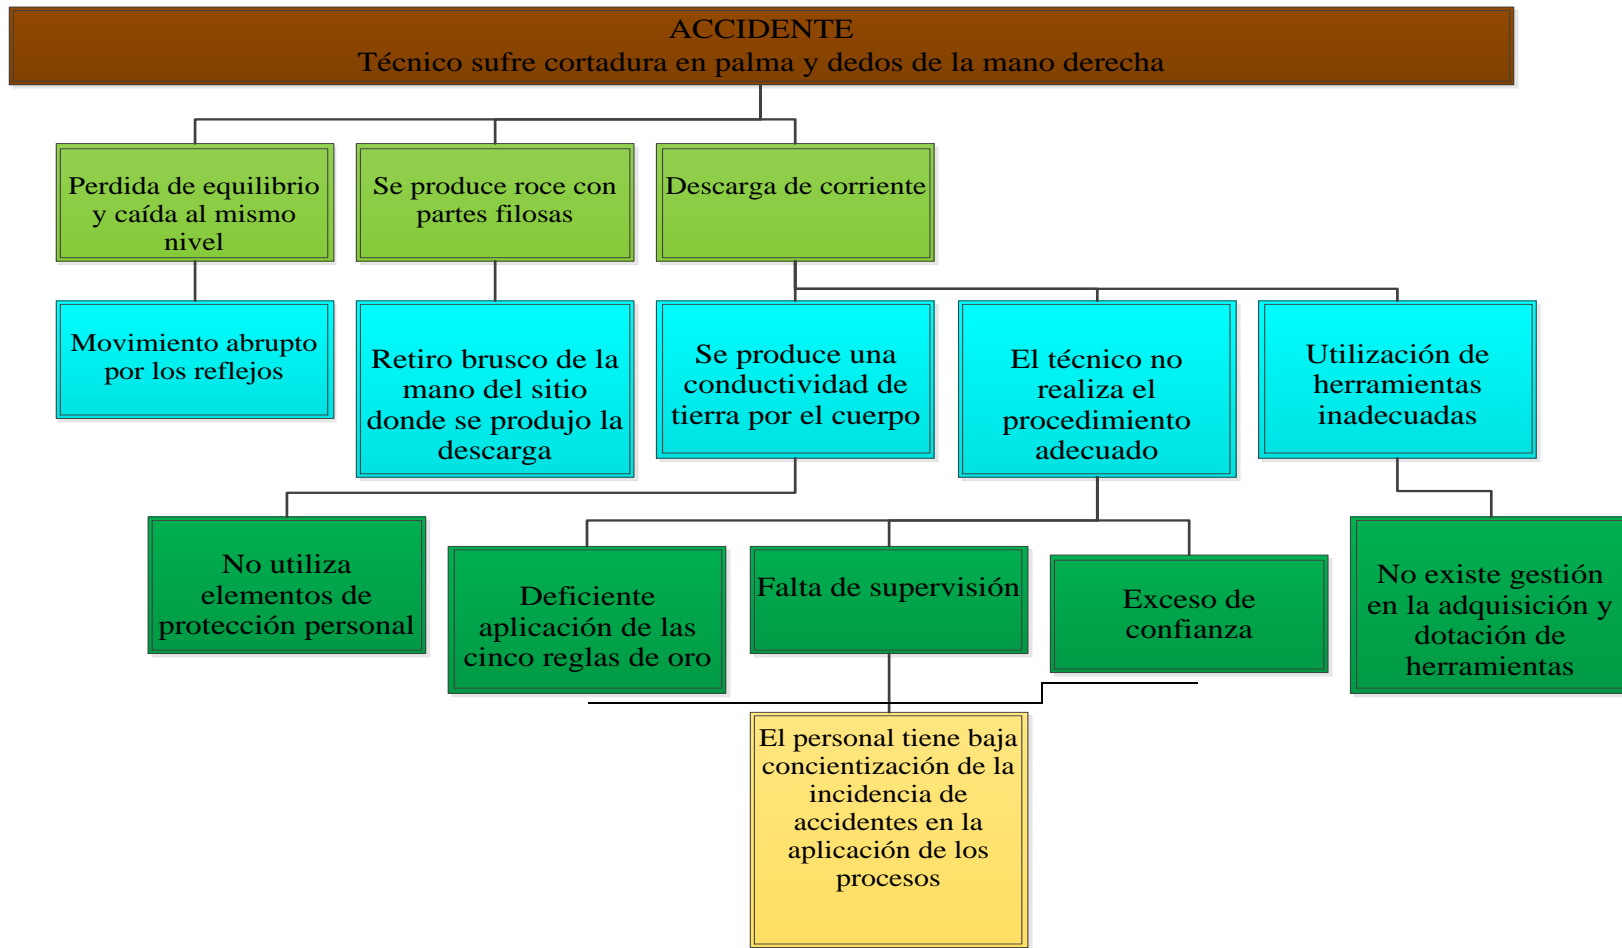 ACCIDENTE
Técnico sufre cortadura en palma y dedos de la mano derecha
Perdida de equilibrio
y caída al mismo
nivel
Se produce roce con
partes filosas
Descarga de corriente
Movimiento abrupto
por los reflejos
Retiro brusco de la
mano del sitio
donde se produjo la
descarga
Se produce una
conductividad de
tierra por el cuerpo
El técnico no
realiza el
procedimiento
adecuado
Utilización de
herramientas
inadecuadas
No utiliza
elementos de
protección personal
Deficiente
aplicación de las
cinco reglas de oro
Falta de supervisión
Exceso de
confianza
No existe gestión
en la adquisición y
dotación de
herramientas
El personal tiene baja
concientización de la
incidencia de
accidentes en la
aplicación de los
procesos